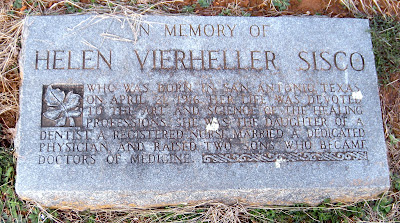 IN MEMORY OF
HELEN VIERHELLER SISCO
WHO WAS BORN IN SAN ANTONIO TEXAS
ON APRIL HER LIFE WAS DEVOTED
TO THE ART AND SCIENCE OF THE HEALING
PROFESSIONS. SHE WAS THE DAUGHTER OF A
DENTIST A REGISTERED NURSE MARRIED A DEDICATED
PHYSICIAN AND RAISED TWO SONS WHO BECAME
DOCTORS OF MEDICINE.